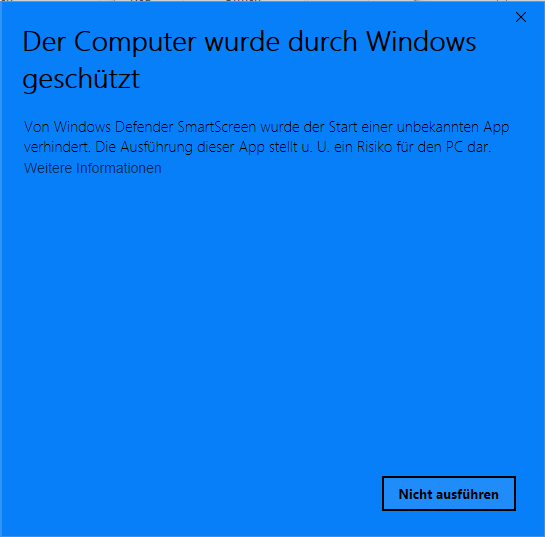 Der Computer wurde durch Windows
geschützt
Von Windows Defender SmartScreen wurde der Start einer unbekannten App
verhindert. Die Ausführung dieser App stellt u. U. ein Risiko für den PC dar.
Weitere Informationen
Nicht ausführen